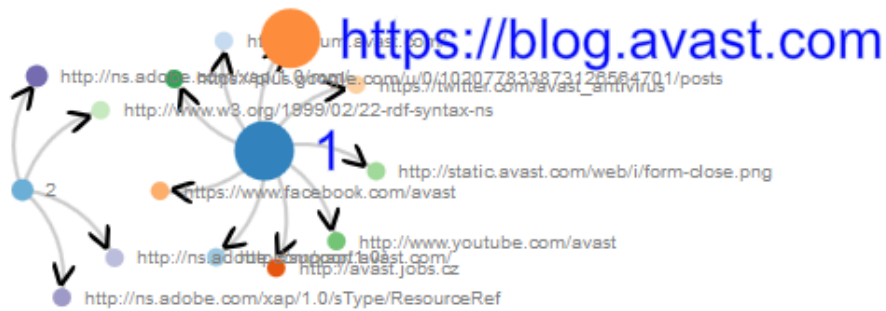 https://blog.avast.com
http://ns.adobe.com/xap/1.0/mm/
https://twitter.com/avast_antivirus
http://www.w3.org/1999/02/22-rdf-syntax-ns
1
http://static.avast.com/web/i/form-close.png
2
https://www.facebook.com/avast
http://www.youtube.com/avast
http://avast.jobs.cz
http://ns.adobe.com/xap/1.0/sType/ResourceRef